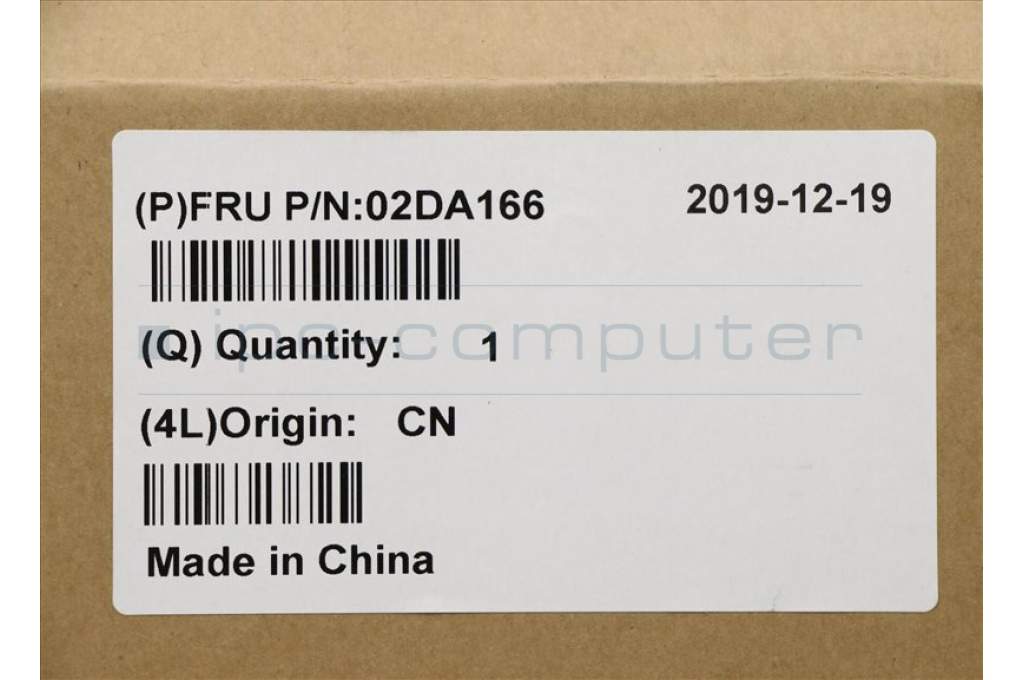 (P)FRU P/N:02DA166 2019-12-19
(Q) Quantity: 1
ipc-computer
(4L)Origin: CN
Made in China